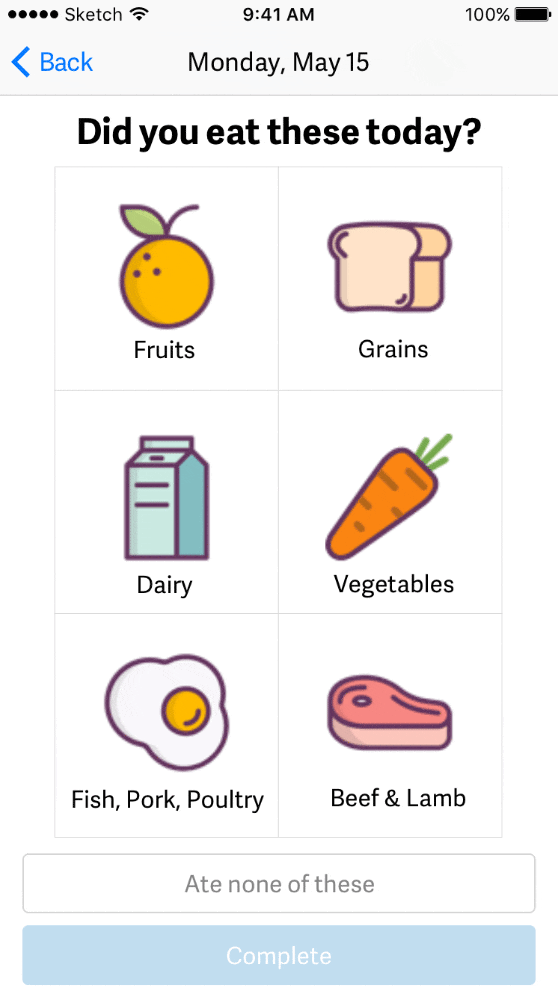 Sketch 9:41 AM 100%
Back Monday, May 15
Did you eat these today?
Fruits Grains
Dairy Vegetables
Fish, Pork, Poultry Beef & Lamb
Ate none of these
Complete